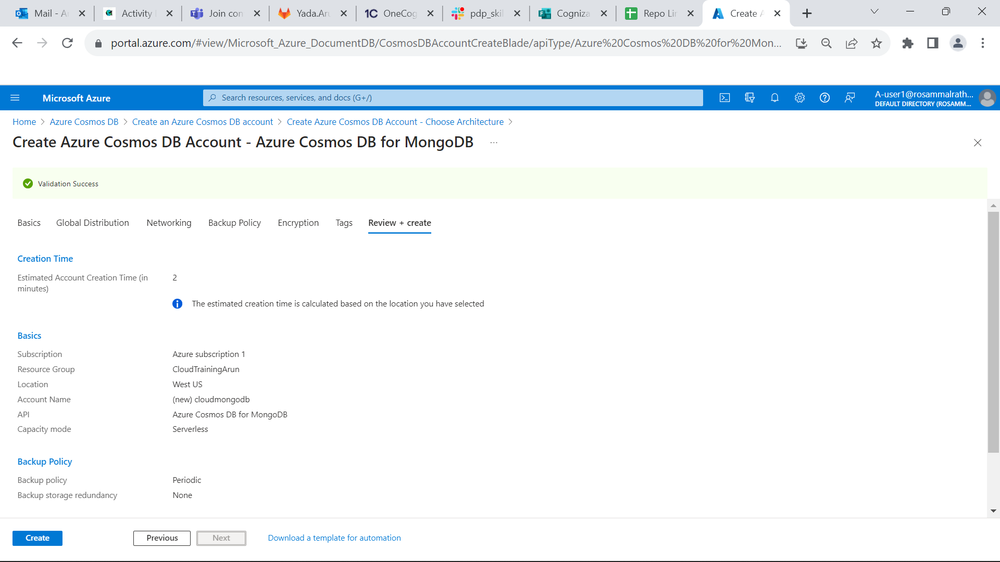 Mail - A
Activity
Join con
Yada.Aru
OneCog
pdp_skil
Cogniza
Repo Lin
Create A
portal.azure.com/#view/Microsoft_Azure_DocumentDB/CosmosDBAccountCreateBlade/apiType/Azure%20Cosmos%20DB%20for%20Mon...
Microsoft Azure
Search resources, services, and docs (G+/)
A-user1@rosammalrath...
DEFAULT DIRECTORY (ROSAMM...
Home > Azure Cosmos DB > Create an Azure Cosmos DB account > Create Azure Cosmos DB Account - Choose Architecture >
Create Azure Cosmos DB Account - Azure Cosmos DB for MongoDB ...
Validation Success
Basics Global Distribution Networking Backup Policy Encryption Tags Review + create
Creation Time
Estimated Account Creation Time (in minutes) 2
The estimated creation time is calculated based on the location you have selected
Basics
Subscription Azure subscription 1
Resource Group CloudTrainingArun
Location West US
Account Name (new) cloudmongodb
API Azure Cosmos DB for MongoDB
Capacity mode Serverless
Backup Policy
Backup policy Periodic
Backup storage redundancy None
Create Previous Next Download a template for automation